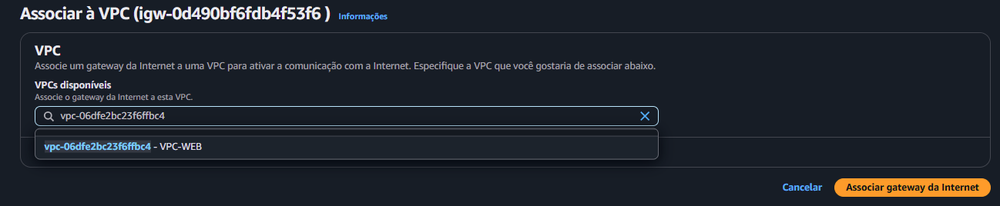 Associar à VPC (igw-0d490bf6fdb4f53f6 ) Informações
VPC
Associe um gateway da Internet a uma VPC para ativar a comunicação com a Internet. Especifique a VPC que você gostaria de associar abaixo.
VPCs disponíveis
Associe o gateway da Internet a esta VPC.
vpc-06dfe2bc23f6ffbc4
vpc-06dfe2bc23f6ffbc4 - VPC-WEB
Cancelar Associar gateway da Internet